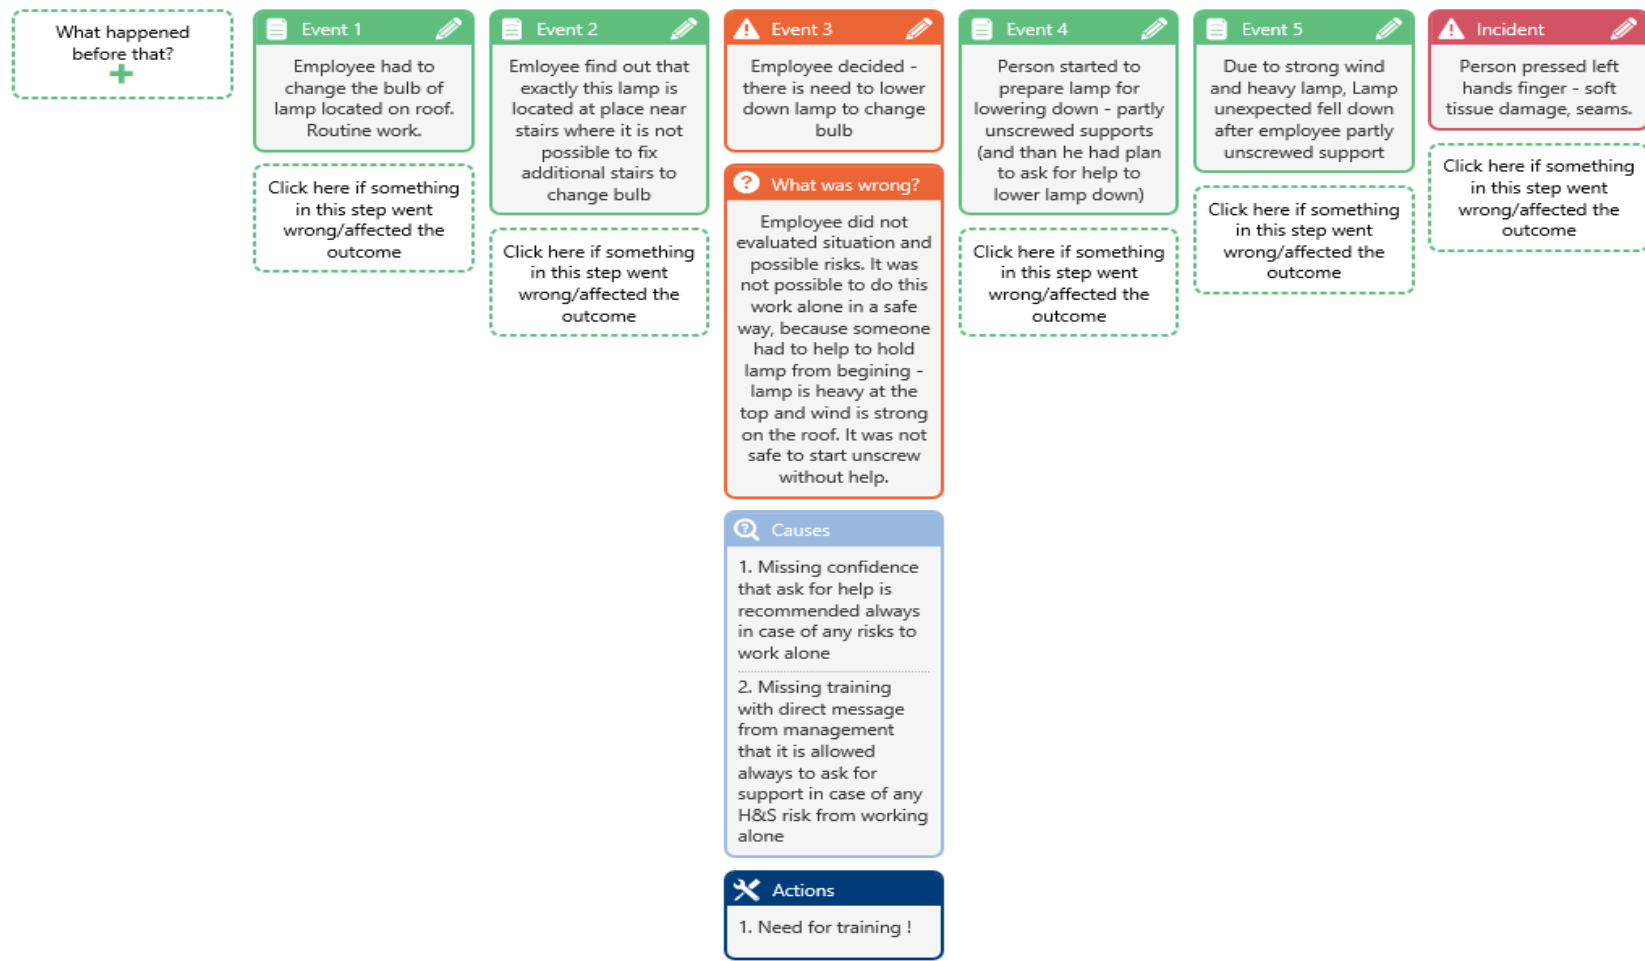 What happened
before that?
Event 1
Employee had to
change the bulb of
lamp located on roof.
Routine work.
Click here if something
in this step went
wrong/affected the
outcome
Event 2
Emloyee find out that
exactly this lamp is
located at place near
stairs where it is not
possible to fix
additional stairs to
change bulb
Click here if something
in this step went
wrong/affected the
outcome
Event 3
Employee decided -
there is need to lower
down lamp to change
bulb
What was wrong?
Employee did not
evaluated situation and
possible risks. It was
not possible to do this
work alone in a safe
way, because someone
had to help to hold
lamp from begining -
lamp is heavy at the
top and wind is strong
on the roof. It was not
safe to start unscrew
without help.
Causes
1. Missing confidence
that ask for help is
recommended always
in case of any risks to
work alone
2. Missing training
with direct message
from management
that it is allowed
always to ask for
support in case of any
H&S risk from working
alone
Actions
1. Need for training !
Event 4
Person started to
prepare lamp for
lowering down - partly
unscrewed supports
(and than he had plan
to ask for help to
lower lamp down)
Click here if something
in this step went
wrong/affected the
outcome
Event 5
Due to strong wind
and heavy lamp, Lamp
unexpected fell down
after employee partly
unscrewed support
Click here if something
in this step went
wrong/affected the
outcome
Incident
Person pressed left
hands finger - soft
tissue damage, seams.
Click here if something
in this step went
wrong/affected the
outcome